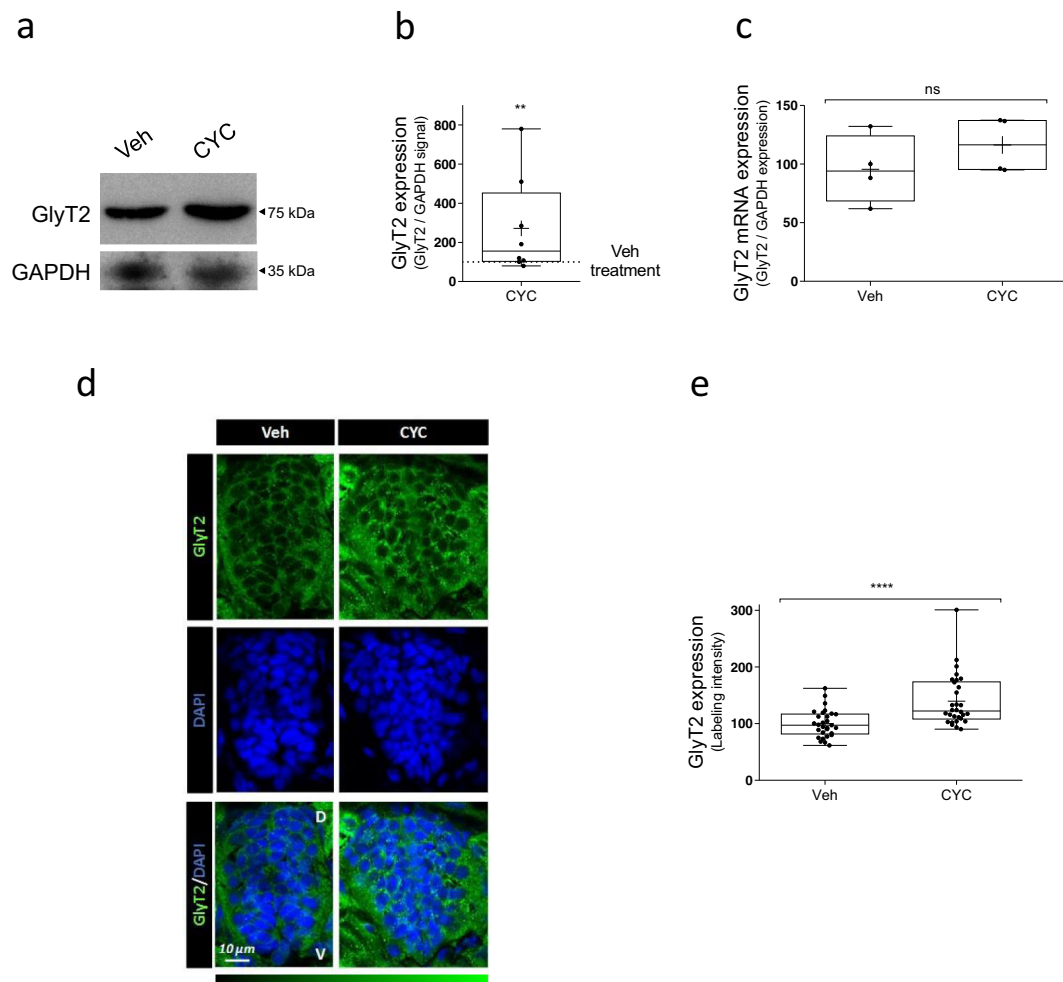 a
Veh CYC
GlyT2
75 kDa
GAPDH
35 kDa
b
**
GlyT2 expression
(GlyT2 / GAPDH signal)
800
600
400
200
0
Veh
treatment
CYC
c
ns
GlyT2 mRNA expression
(GlyT2 / GAPDH expression)
150
100
50
0
Veh CYC
d
Veh CYC
GlyT2
DAPI
GlyT2/DAPI
D
10 µm
V
e
****
GlyT2 expression
(Labeling intensity)
300
200
100
0
Veh CYC